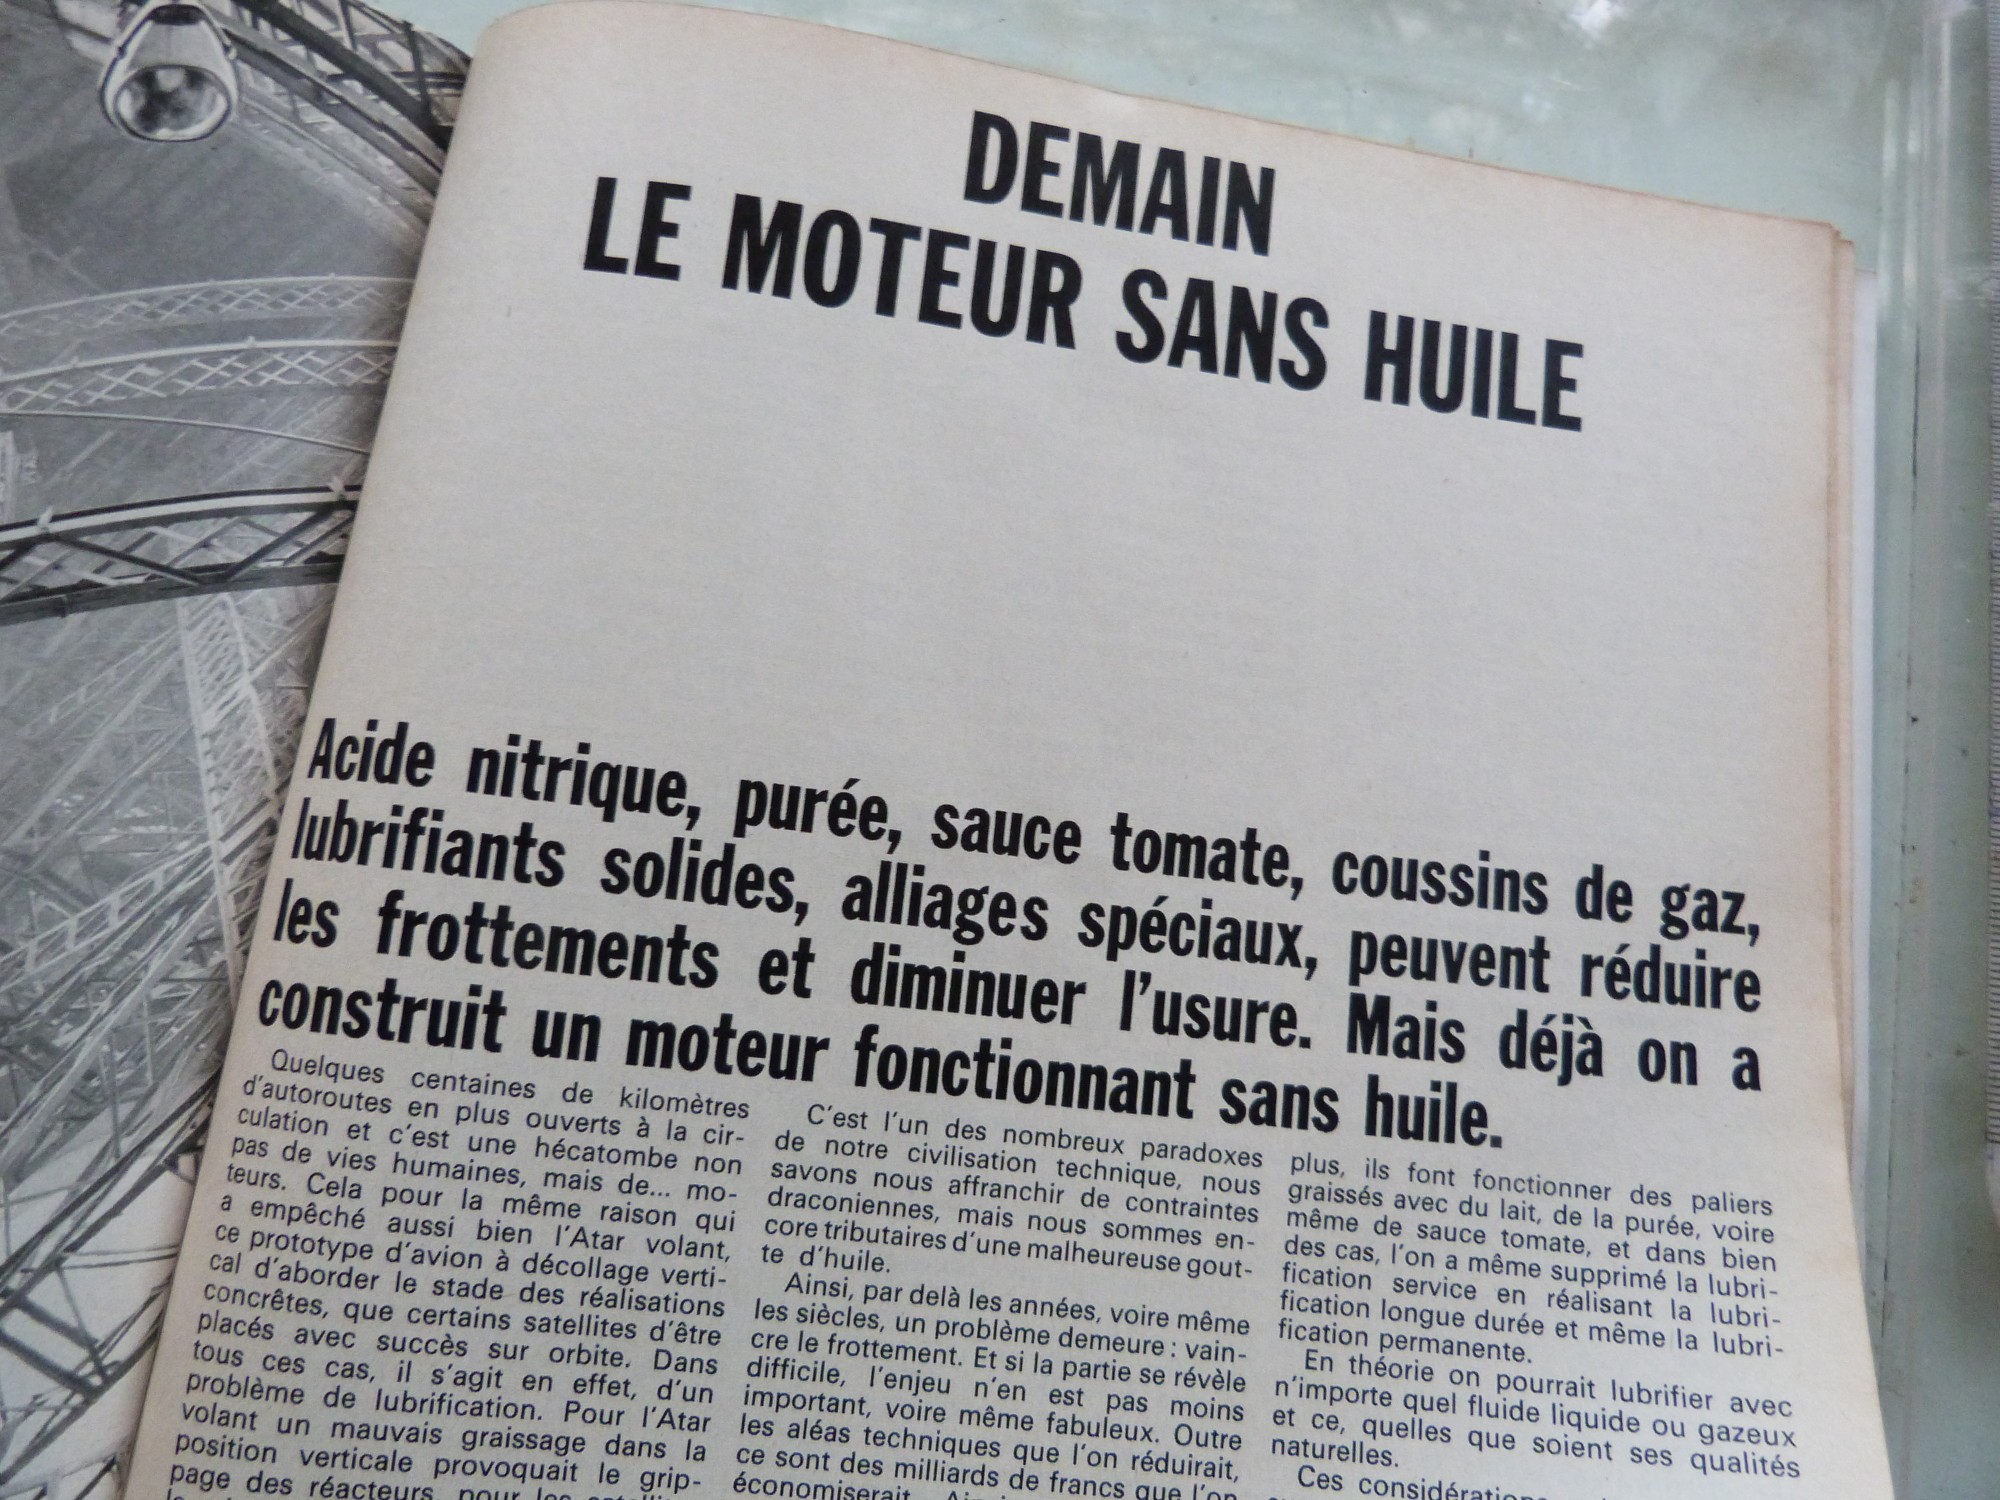 DEMAIN
LE MOTEUR SANS HUILE
Acide nitrique, purée, sauce tomate, coussins de gaz,
lubrifiants solides, alliages spéciaux, peuvent réduire
les frottements et diminuer l'usure. Mais déjà on a
construit un moteur fonctionnant sans huile.
Quelques centaines de kilomètres
d'autoroutes en plus ouverts à la cir-
culation et c'est une hécatombe non
pas de vies humaines, mais de... mo-
teurs. Cela pour la même raison qui
a empêché aussi bien l'Atar volant,
ce prototype d'avion à décollage verti-
cal d'aborder le stade des réalisations
concrêtes, que certains satellites d'être
placés avec succès sur orbite. Dans
tous ces cas, il s'agit en effet, d'un
problème de lubrification. Pour l'Atar
volant un mauvais graissage dans la
position verticale provoquait le grip-
page des réacteurs, pour les
C'est l'un des nombreux paradoxes
de notre civilisation technique, nous
savons nous affranchir de contraintes
draconiennes, mais nous sommes en-
core tributaires d'une malheureuse gout-
te d'huile.
Ainsi, par delà les années, voire même
les siècles, un problème demeure : vain-
cre le frottement. Et si la partie se révèle
difficile, l'enjeu n'en est pas moins
important, voire même fabuleux. Outre
les aléas techniques que l'on réduirait,
ce sont des milliards de francs que l'on
économiserait.
plus, ils font fonctionner des paliers
graissés avec du lait, de la purée, voire
même de sauce tomate, et dans bien
des cas, l'on a même supprimé la lubri-
fication service en réalisant la lubri-
fication longue durée et même la lubri-
fication permanente.
En théorie on pourrait lubrifier avec
n'importe quel fluide liquide ou gazeux
et ce, quelles que soient ses qualités
naturelles.
Ces